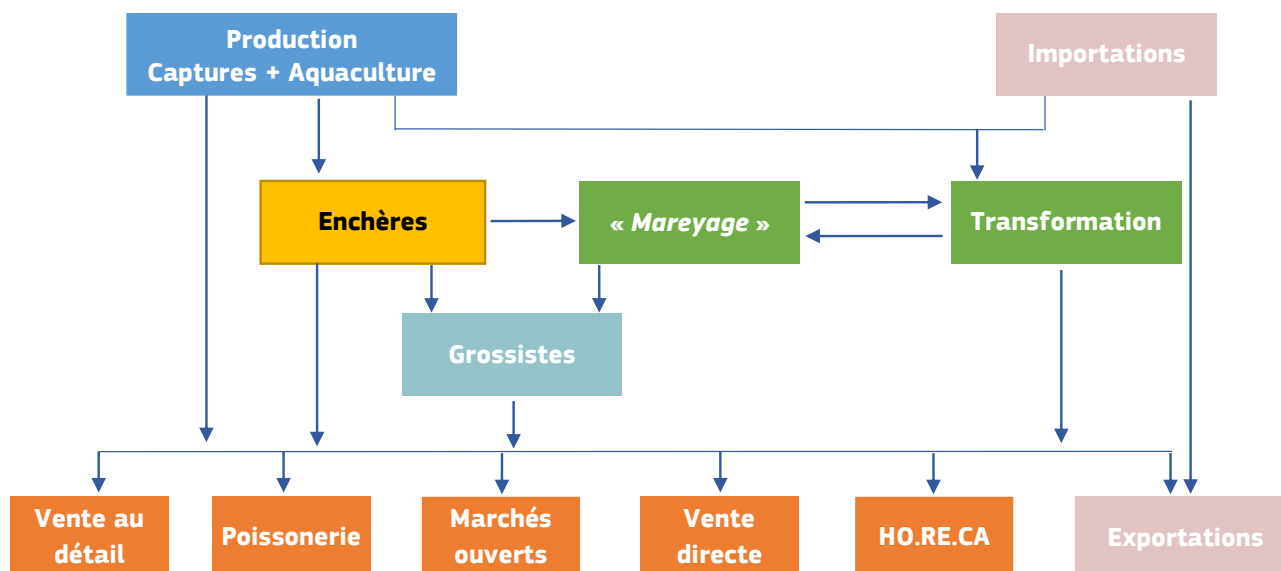 Production
Captures + Aquaculture
Importations
Enchères
« Mareyage »
Transformation
Grossistes
Vente au
détail
Poissonerie
Marchés
ouverts
Vente
directe
HO.RE.CA
Exportations